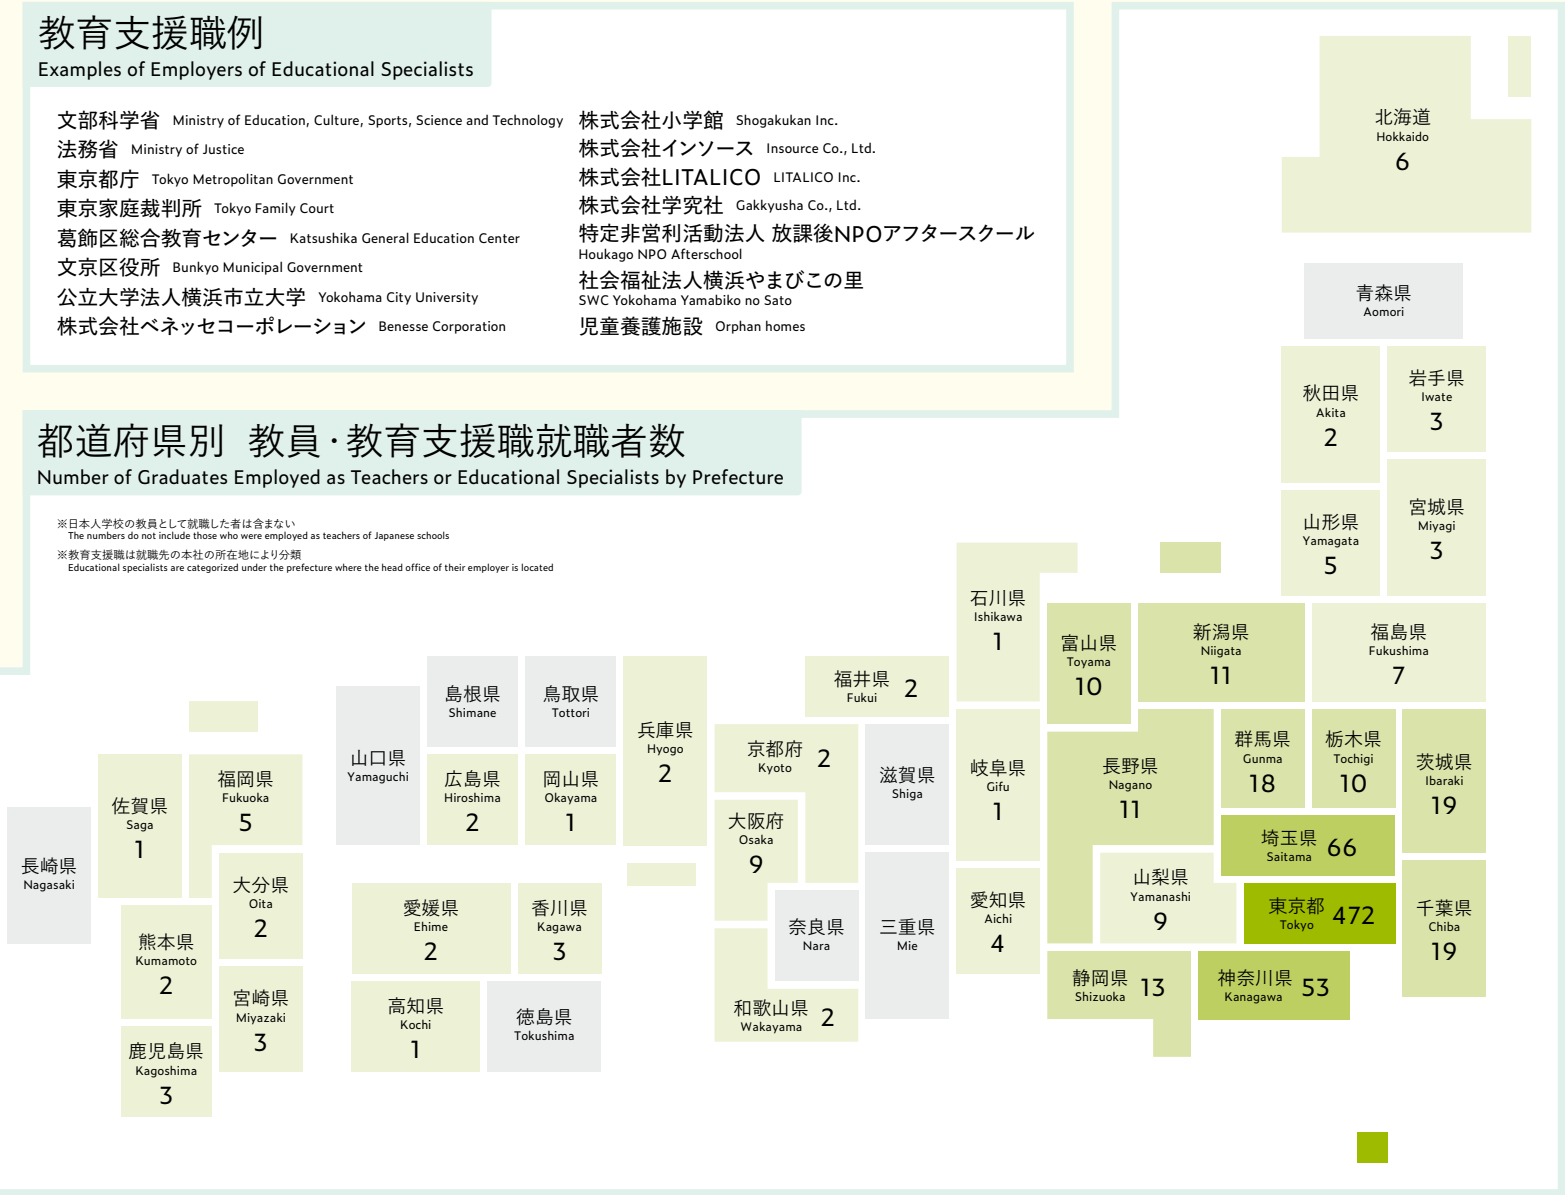 教育支援職例
Examples of Employers of Educational Specialists
文部科学省 Ministry of Education, Culture, Sports, Science and Technology
法務省 Ministry of Justice
東京都庁 Tokyo Metropolitan Government
東京家庭裁判所 Tokyo Family Court
葛飾区総合教育センター Katsushika General Education Center
文京区役所 Bunkyo Municipal Government
公立大学法人横浜市立大学 Yokohama City University
株式会社ベネッセコーポレーション Benesse Corporation
株式会社小学館 Shogakukan Inc.
株式会社インソース Insource Co., Ltd.
株式会社LITALICO LITALICO Inc.
株式会社学究社 Gakkyusha Co., Ltd.
特定非営利活動法人 放課後NPOアフタースクール
Houkago NPO Afterschool
社会福祉法人横浜やまびこの里
SWC Yokohama Yamabiko no Sato
児童養護施設 Orphan homes
都道府県別 教員・教育支援職就職者数
Number of Graduates Employed as Teachers or Educational Specialists by Prefecture
※日本人学校の教員として就職した者は含まない
The numbers do not include those who were employed as teachers of Japanese schools
※教育支援職は就職先の本社の所在地により分類
Educational specialists are categorized under the prefecture where the head office of their employer is located
北海道
Hokkaido
6
青森県
Aomori
秋田県
Akita
2
岩手県
Iwate
3
山形県
Yamagata
5
宮城県
Miyagi
3
石川県
Ishikawa
1
富山県
Toyama
10
新潟県
Niigata
11
福島県
Fukushima
7
島根県
Shimane
鳥取県
Tottori
兵庫県
Hyogo
2
福井県 2
Fukui
山口県
Yamaguchi
広島県
Hiroshima
2
岡山県
Okayama
1
京都府 2
Kyoto
滋賀県
Shiga
岐阜県
Gifu
1
長野県
Nagano
11
群馬県
Gunma
18
栃木県
Tochigi
10
茨城県
Ibaraki
19
埼玉県 66
Saitama
長崎県
Nagasaki
佐賀県
Saga
1
福岡県
Fukuoka
5
大分県
Oita
2
大阪府
Osaka
9
山梨県
Yamanashi
9
東京都 472
Tokyo
千葉県
Chiba
19
熊本県
Kumamoto
2
宮崎県
Miyazaki
3
鹿児島県
Kagoshima
3
愛媛県
Ehime
2
香川県
Kagawa
3
高知県
Kochi
1
徳島県
Tokushima
奈良県
Nara
三重県
Mie
愛知県
Aichi
4
和歌山県 2
Wakayama
静岡県 13
Shizuoka
神奈川県 53
Kanagawa